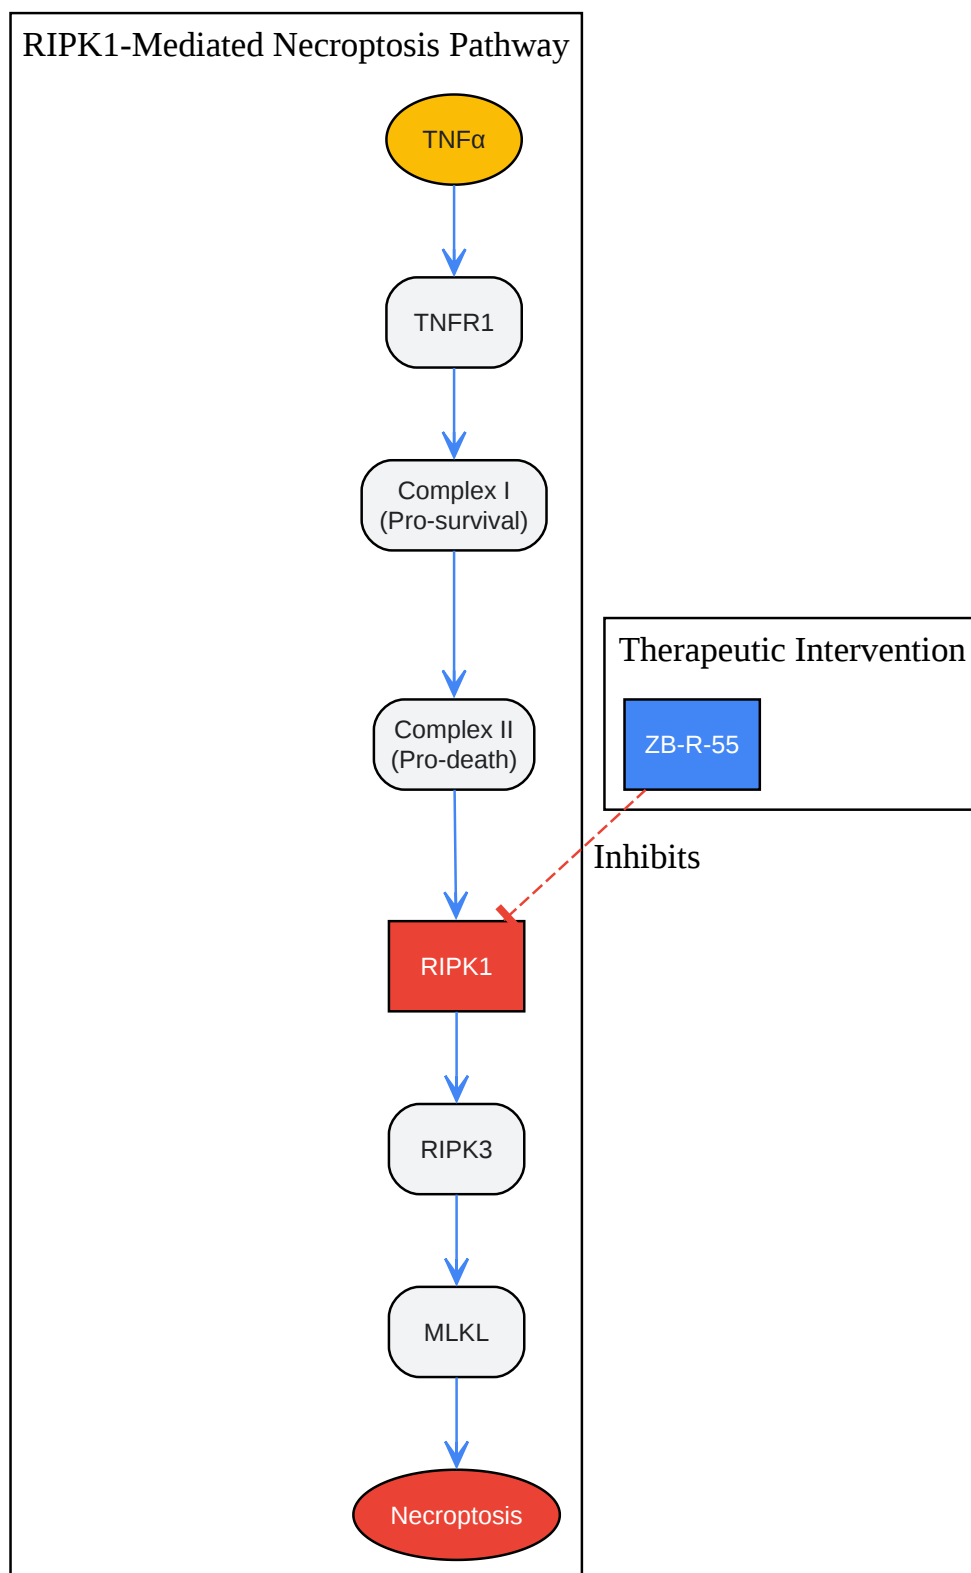 RIPK1-Mediated Necroptosis Pathway
TNFα
TNFR1
Complex I
(Pro-survival)
Therapeutic Intervention
Complex II
(Pro-death)
ZB-R-55
Inhibits
RIPK1
RIPK3
MLKL
Necroptosis